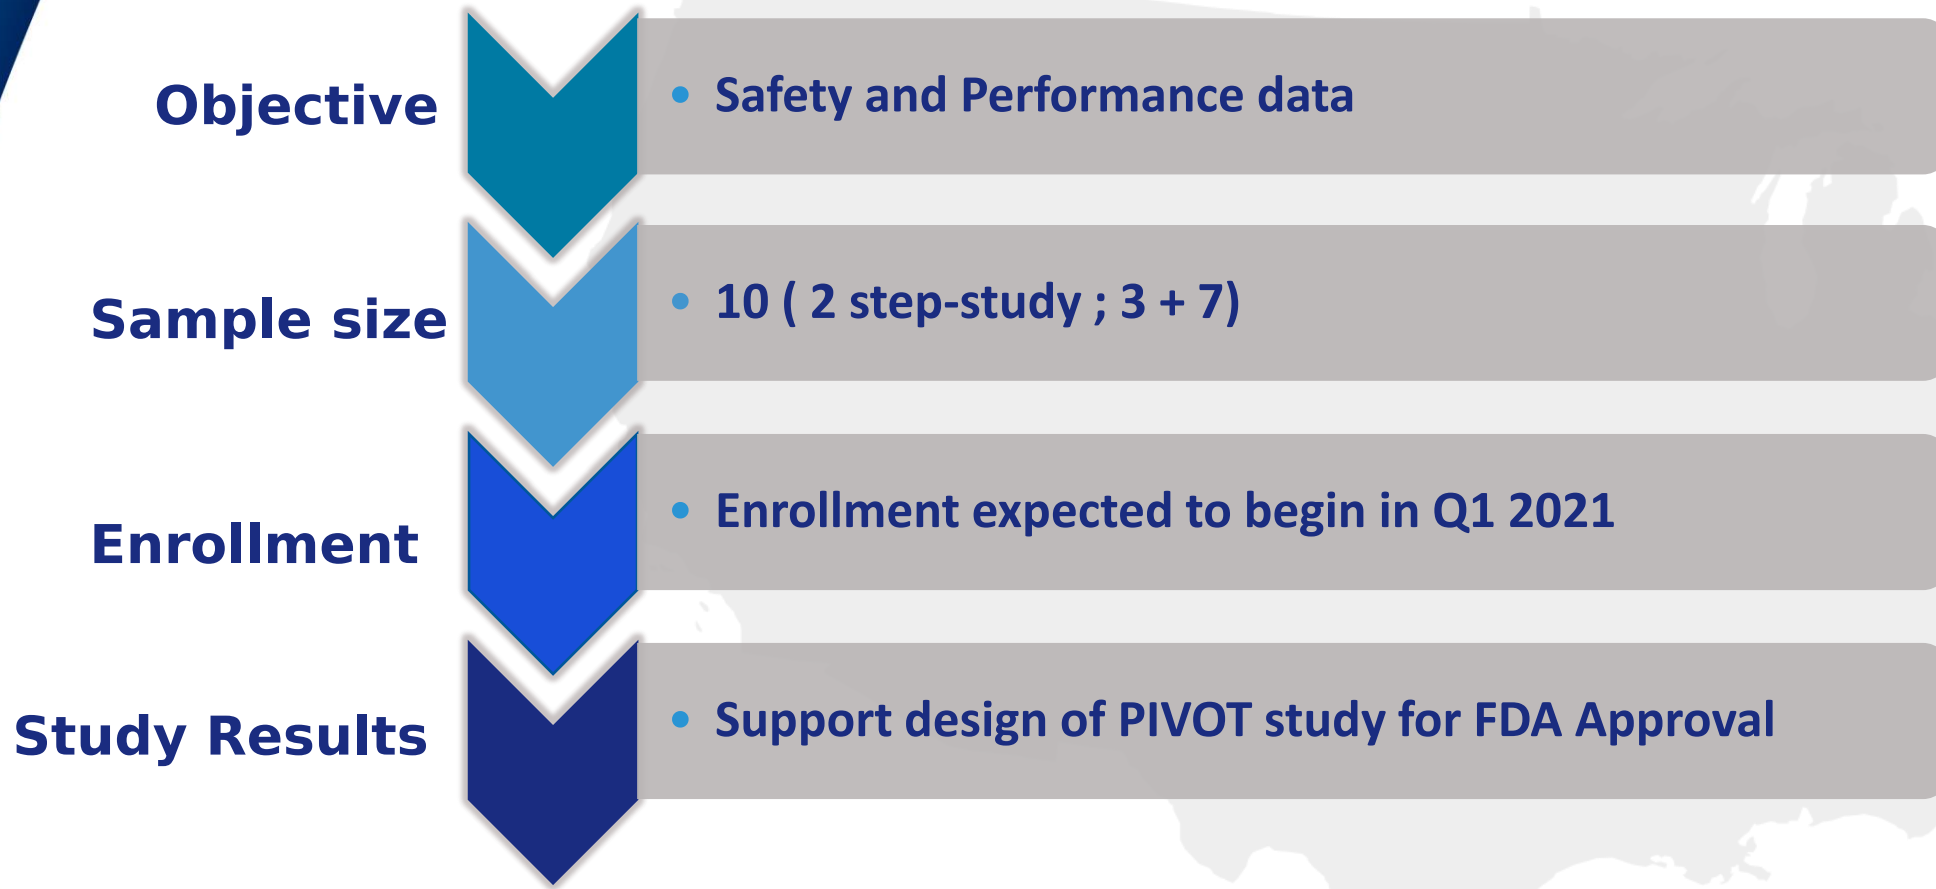 Objective
• Safety and Performance data
Sample size
• 10 ( 2 step-study ; 3 + 7)
Enrollment
• Enrollment expected to begin in Q1 2021
Study Results
• Support design of PIVOT study for FDA Approval